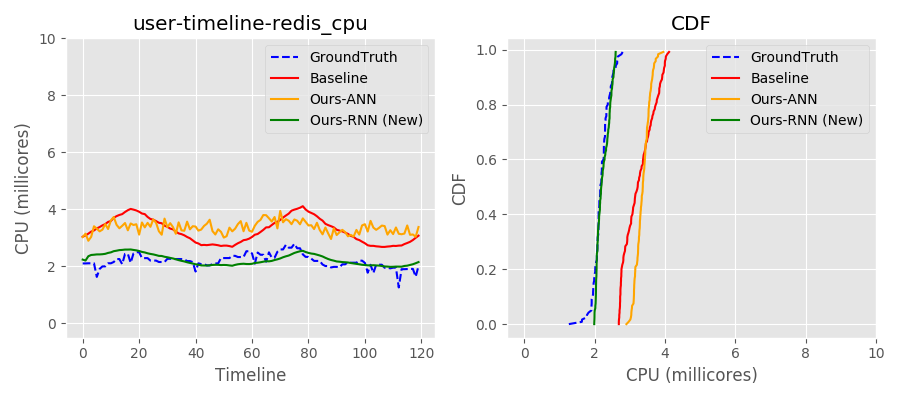 user-timeline-redis_cpu
10
8
6
4
2
0
0 20 40 60 80 100 120
CPU (millicores)
Timeline
GroundTruth
Baseline
Ours-ANN
Ours-RNN (New)
CDF
1.0
0.8
0.6
0.4
0.2
0.0
0 2 4 6 8 10
CDF
CPU (millicores)
GroundTruth
Baseline
Ours-ANN
Ours-RNN (New)